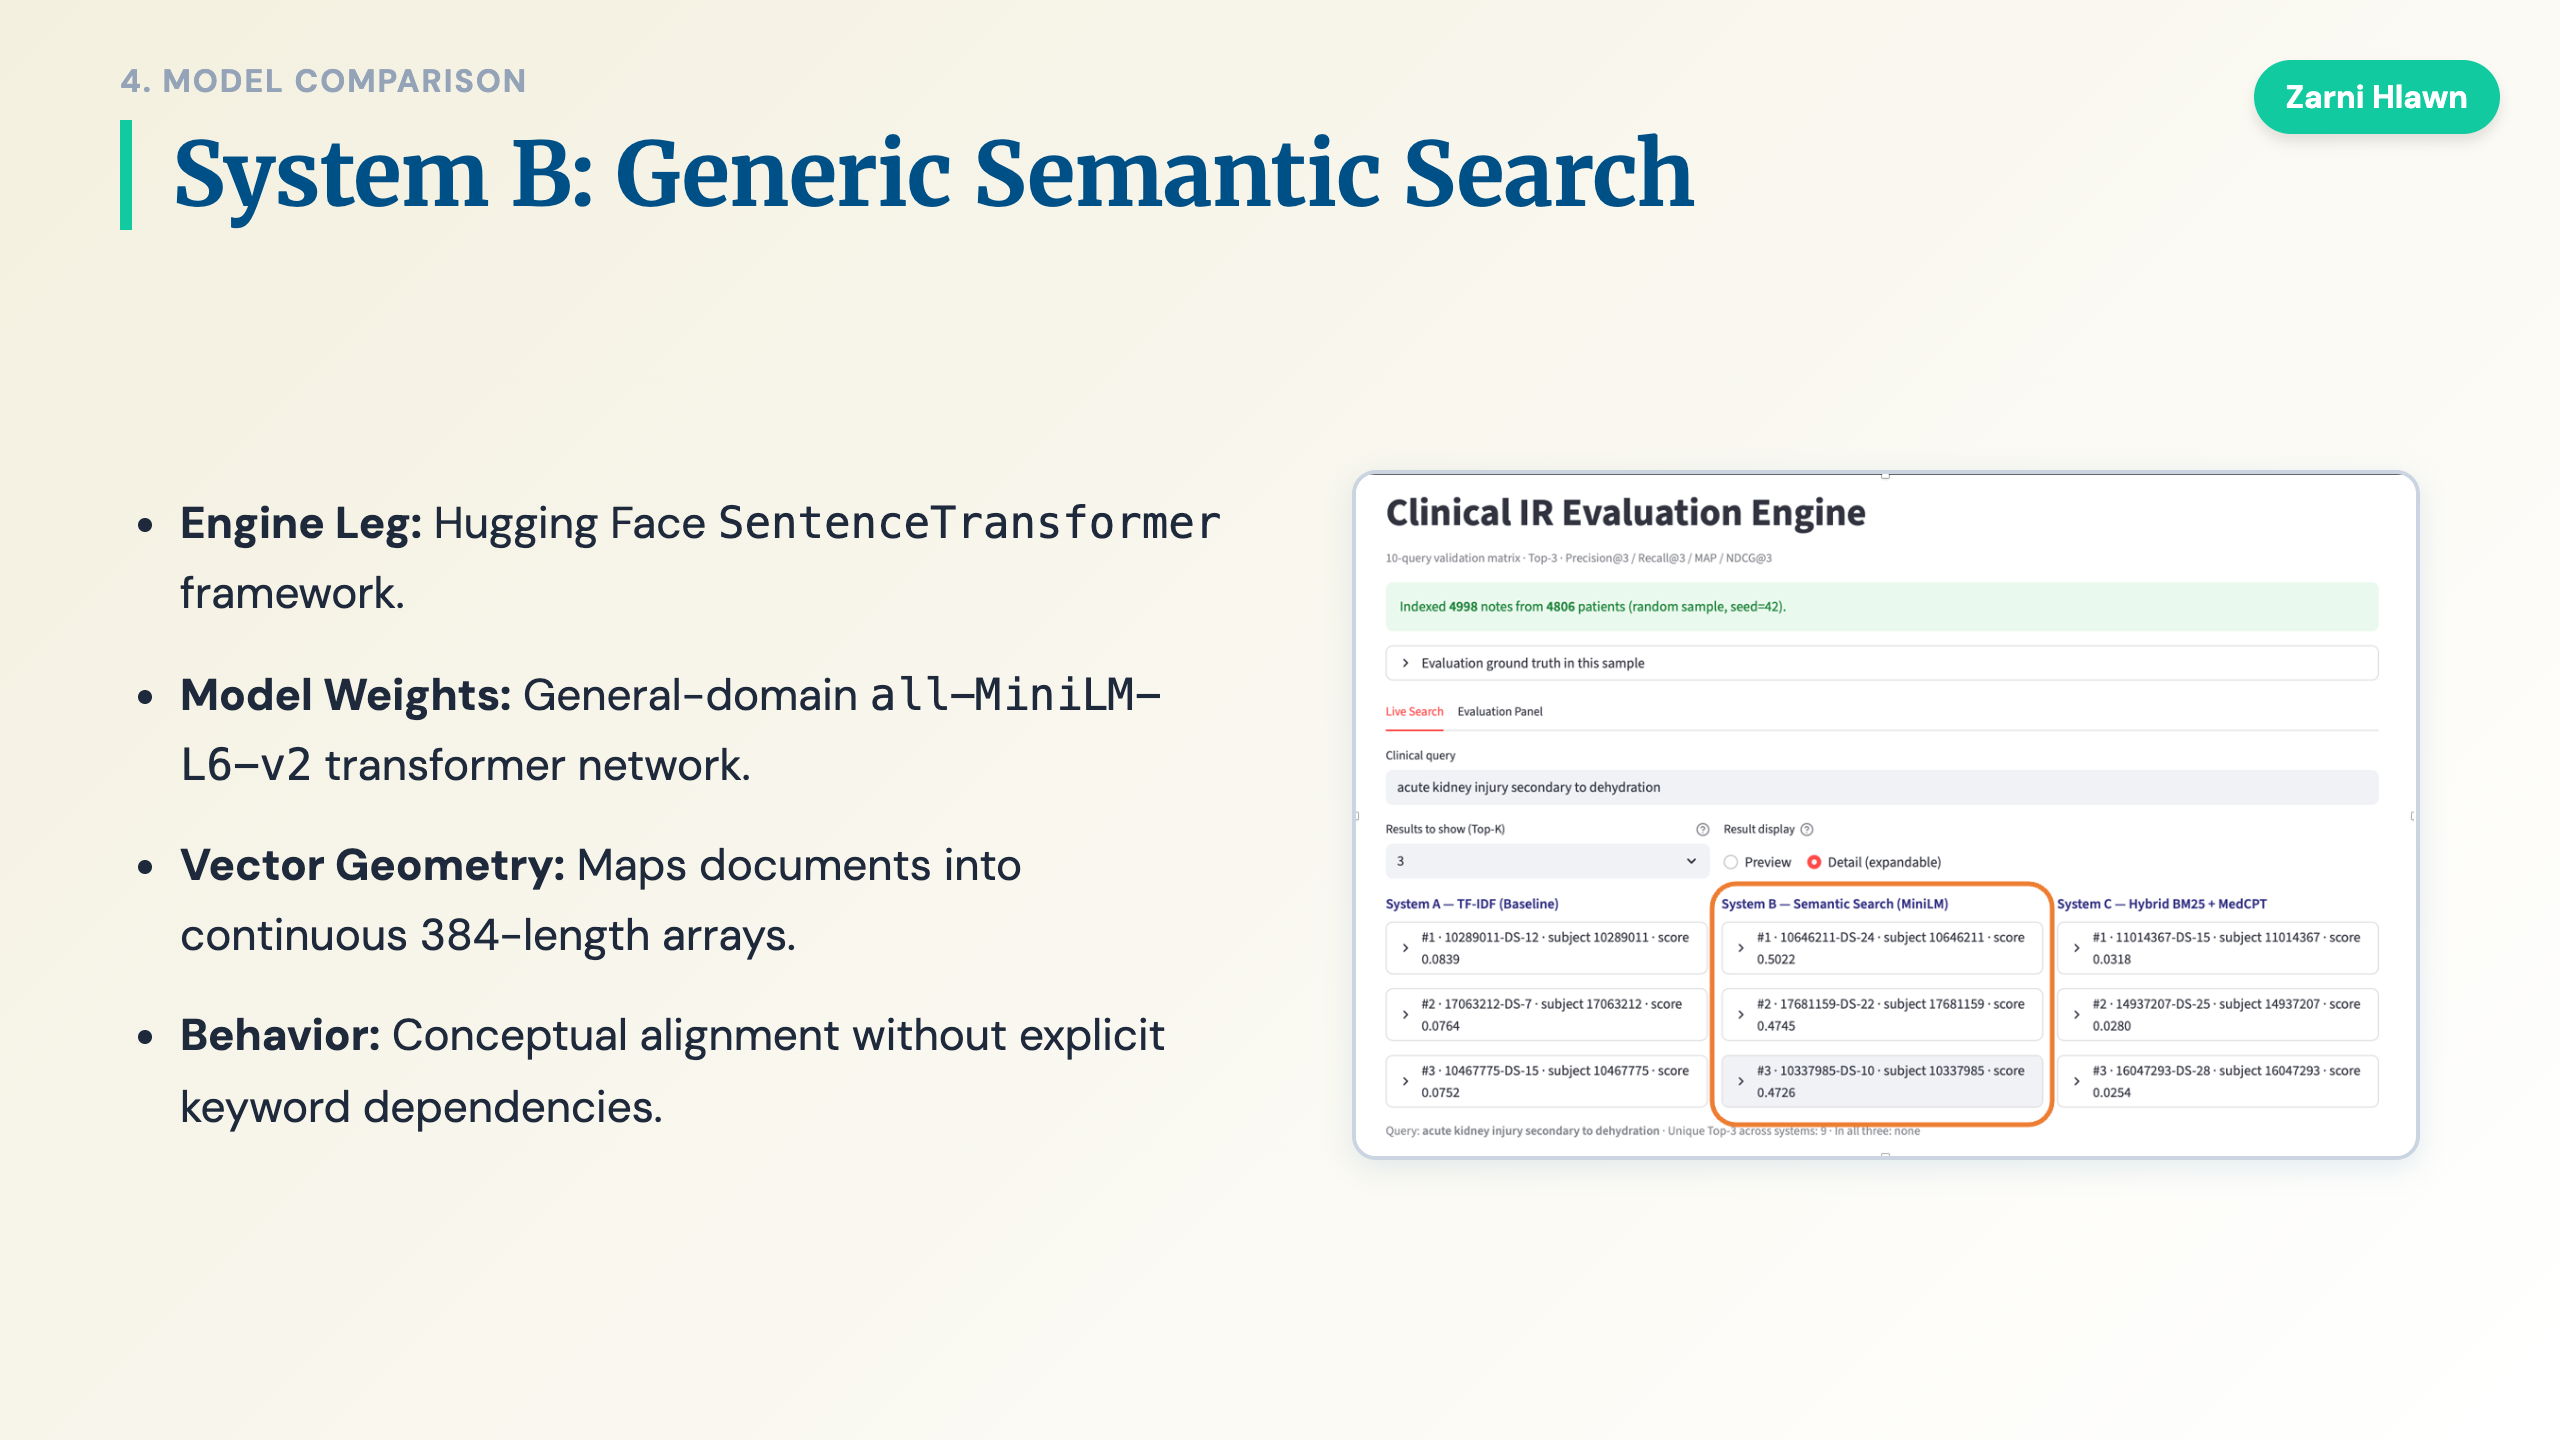 4. MODEL COMPARISON
Zarni Hlawn
System B: Generic Semantic Search
• Engine Leg: Hugging Face SentenceTransformer
framework.
• Model Weights: General-domain all-MiniLM-
L6-v2 transformer network.
• Vector Geometry: Maps documents into
continuous 384-length arrays.
• Behavior: Conceptual alignment without explicit
keyword dependencies.
Clinical IR Evaluation Engine
10-query validation matrix · Top-3 · Precision@3 / Recall@3 / MAP / NDCG@3
Indexed 4998 notes from 4806 patients (random sample, seed=42).
Evaluation ground truth in this sample
Live Search Evaluation Panel
Clinical query
acute kidney injury secondary to dehydration
Results to show (Top-K)
3
Result display
Preview Detail (expandable)
System A — TF-IDF (Baseline)
#1 · 10289011-DS-12 · subject 10289011 · score
0.0839
#2 · 17063212-DS-7 · subject 17063212 · score
0.0764
#3 · 10467775-DS-15 · subject 10467775 · score
0.0752
System B — Semantic Search (MiniLM)
#1 · 10646211-DS-24 · subject 10646211 · score
0.5022
#2 · 17681159-DS-22 · subject 17681159 · score
0.4745
#3 · 10337985-DS-10 · subject 10337985 · score
0.4726
System C — Hybrid BM25 + MedCPT
#1 · 11014367-DS-15 · subject 11014367 · score
0.0318
#2 · 14937207-DS-25 · subject 14937207 · score
0.0280
#3 · 16047293-DS-28 · subject 16047293 · score
0.0254
Query: acute kidney injury secondary to dehydration · Unique Top-3 across systems: 9 · In all three: none